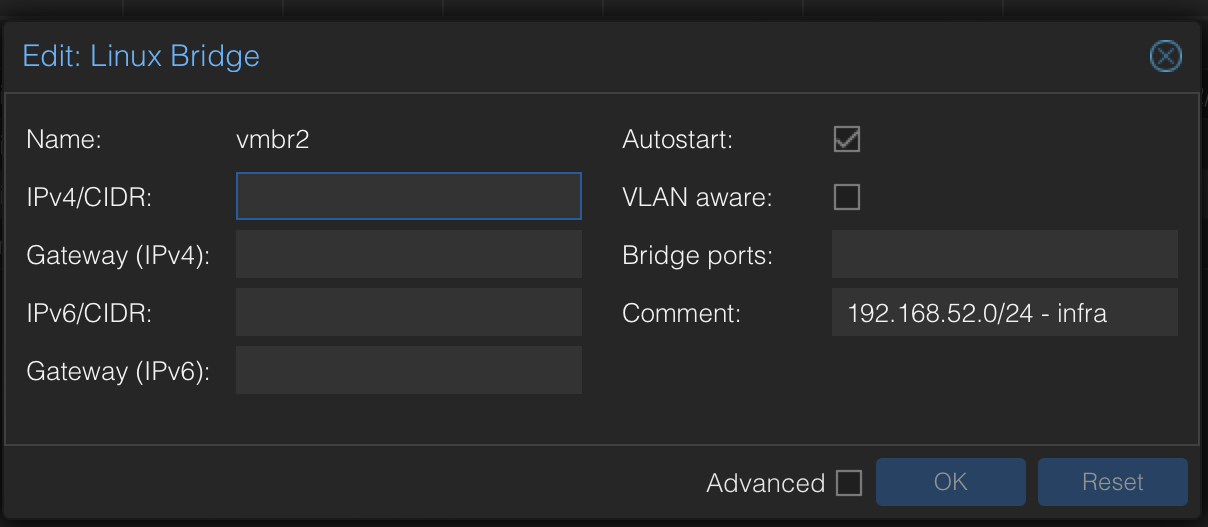 Edit: Linux Bridge
Name: vmbr2
Autostart:
IPv4/CIDR:
VLAN aware:
Gateway (IPv4):
Bridge ports:
IPv6/CIDR:
Comment: 192.168.52.0/24 - infra
Gateway (IPv6):
Advanced OK Reset